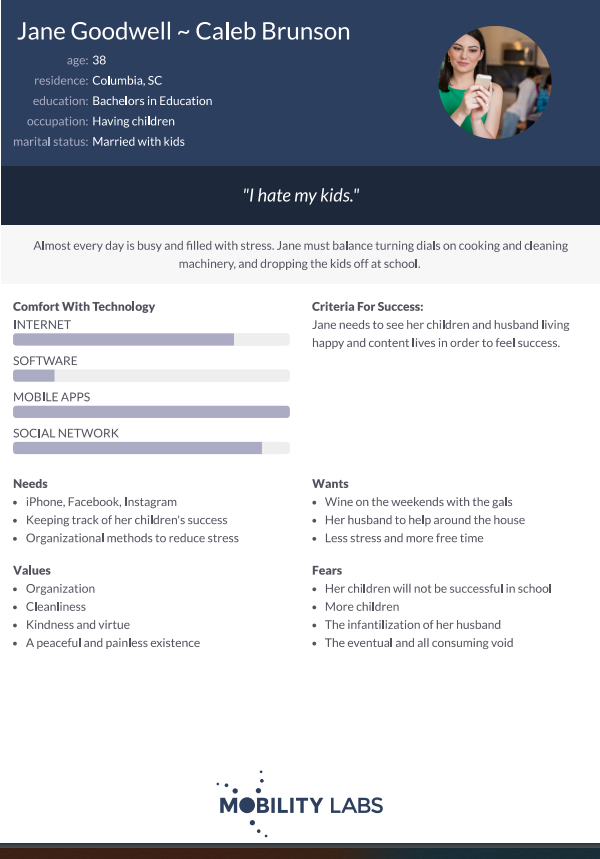 Jane Goodwell ~ Caleb Brunson
age: 38
residence: Columbia, SC
education: Bachelors in Education
occupation: Having children
marital status: Married with kids
"I hate my kids."
Almost every day is busy and filled with stress. Jane must balance turning dials on cooking and cleaning
machinery, and dropping the kids off at school.
Comfort With Technology
INTERNET
SOFTWARE
MOBILE APPS
SOCIAL NETWORK
Criteria For Success:
Jane needs to see her children and husband living
happy and content lives in order to feel success.
Needs
• iPhone, Facebook, Instagram
• Keeping track of her children's success
• Organizational methods to reduce stress
Wants
• Wine on the weekends with the gals
• Her husband to help around the house
• Less stress and more free time
Values
• Organization
• Cleanliness
• Kindness and virtue
• A peaceful and painless existence
Fears
• Her children will not be successful in school
• More children
• The infantilization of her husband
• The eventual and all consuming void
MOBILITY LABS